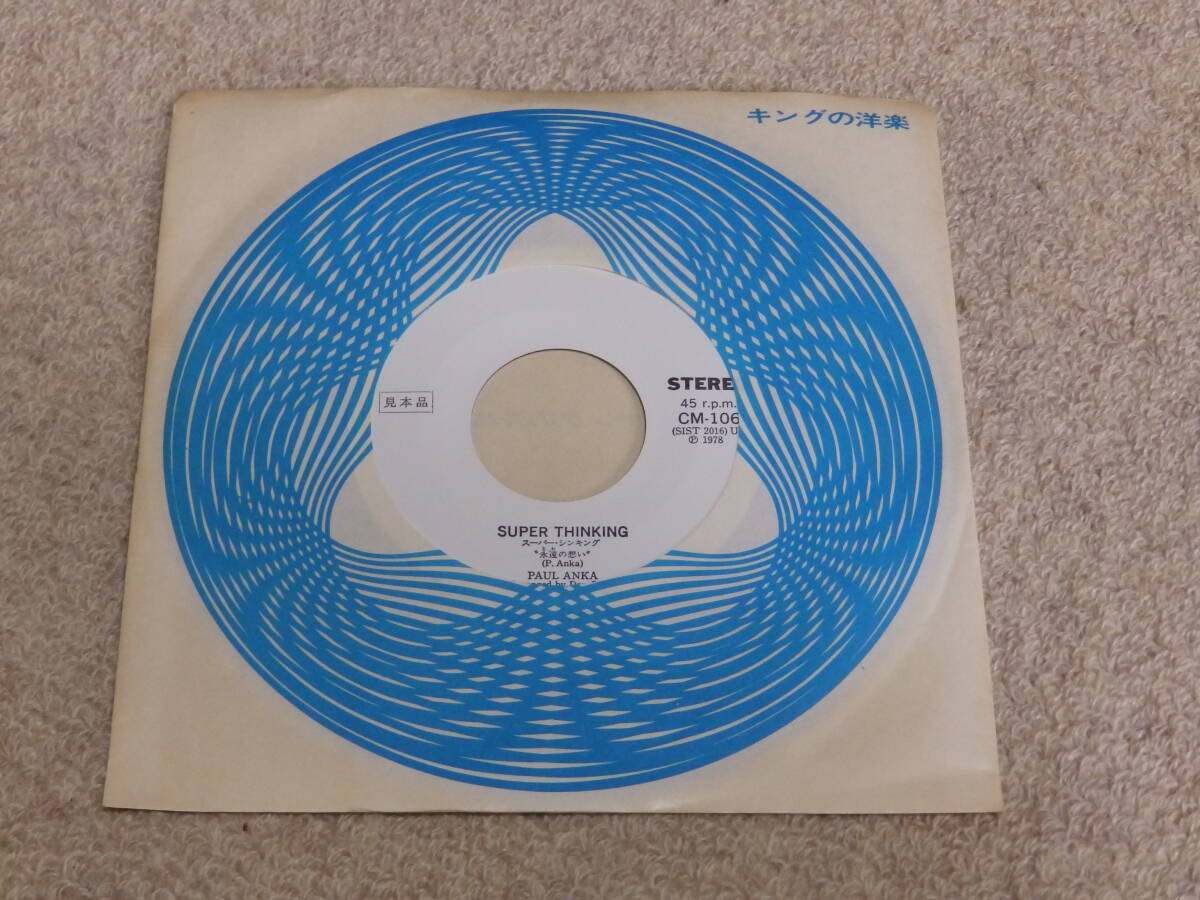 キングの洋楽
見本品
STERE
45 r.p.m.
CM-106
(SIST 2016) U
Ⓟ 1978
SUPER THINKING
スーパー・シンキング
"永遠の想い"
(P. Anka)
PAUL ANKA